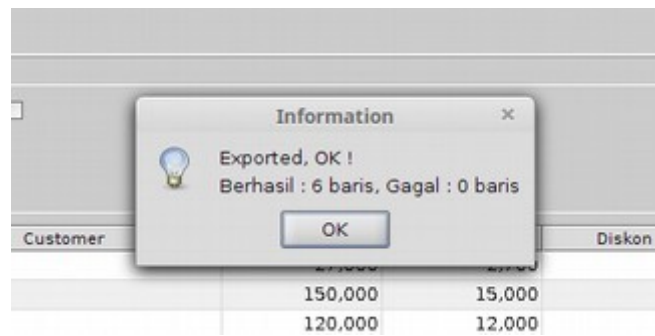 Information
Exported, OK !
Berhasil : 6 baris, Gagal : 0 baris
OK
Customer Diskon
150,000 15,000
120,000 12,000